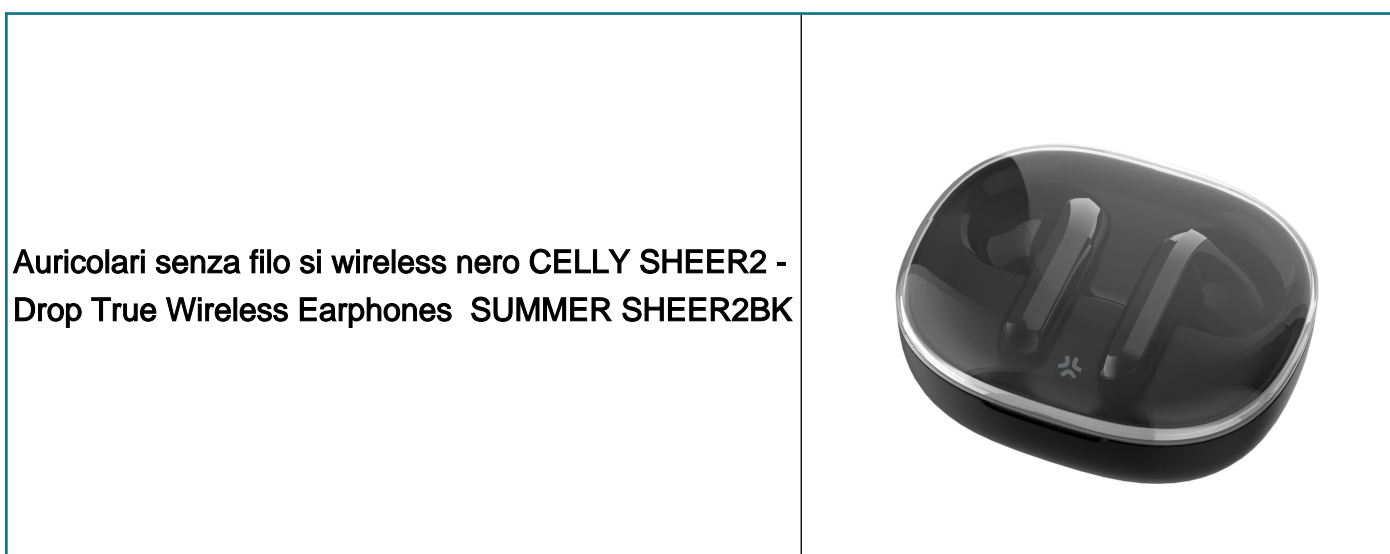 Auricolari senza filo si wireless nero CELLY SHEER2 -
Drop True Wireless Earphones  SUMMER SHEER2BK